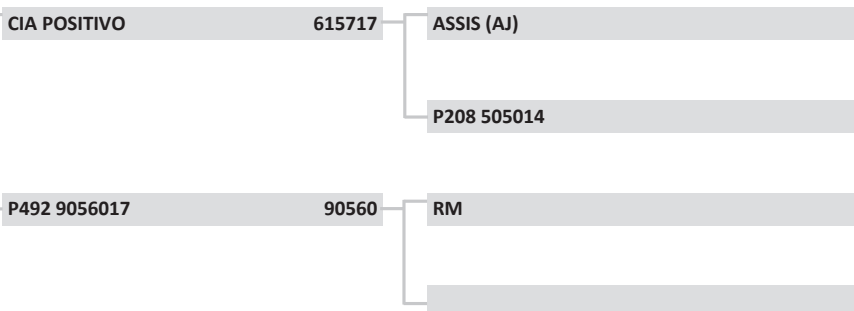 CIA POSITIVO 615717
ASSIS (AJ)
P208 505014
P492 9056017 90560
RM